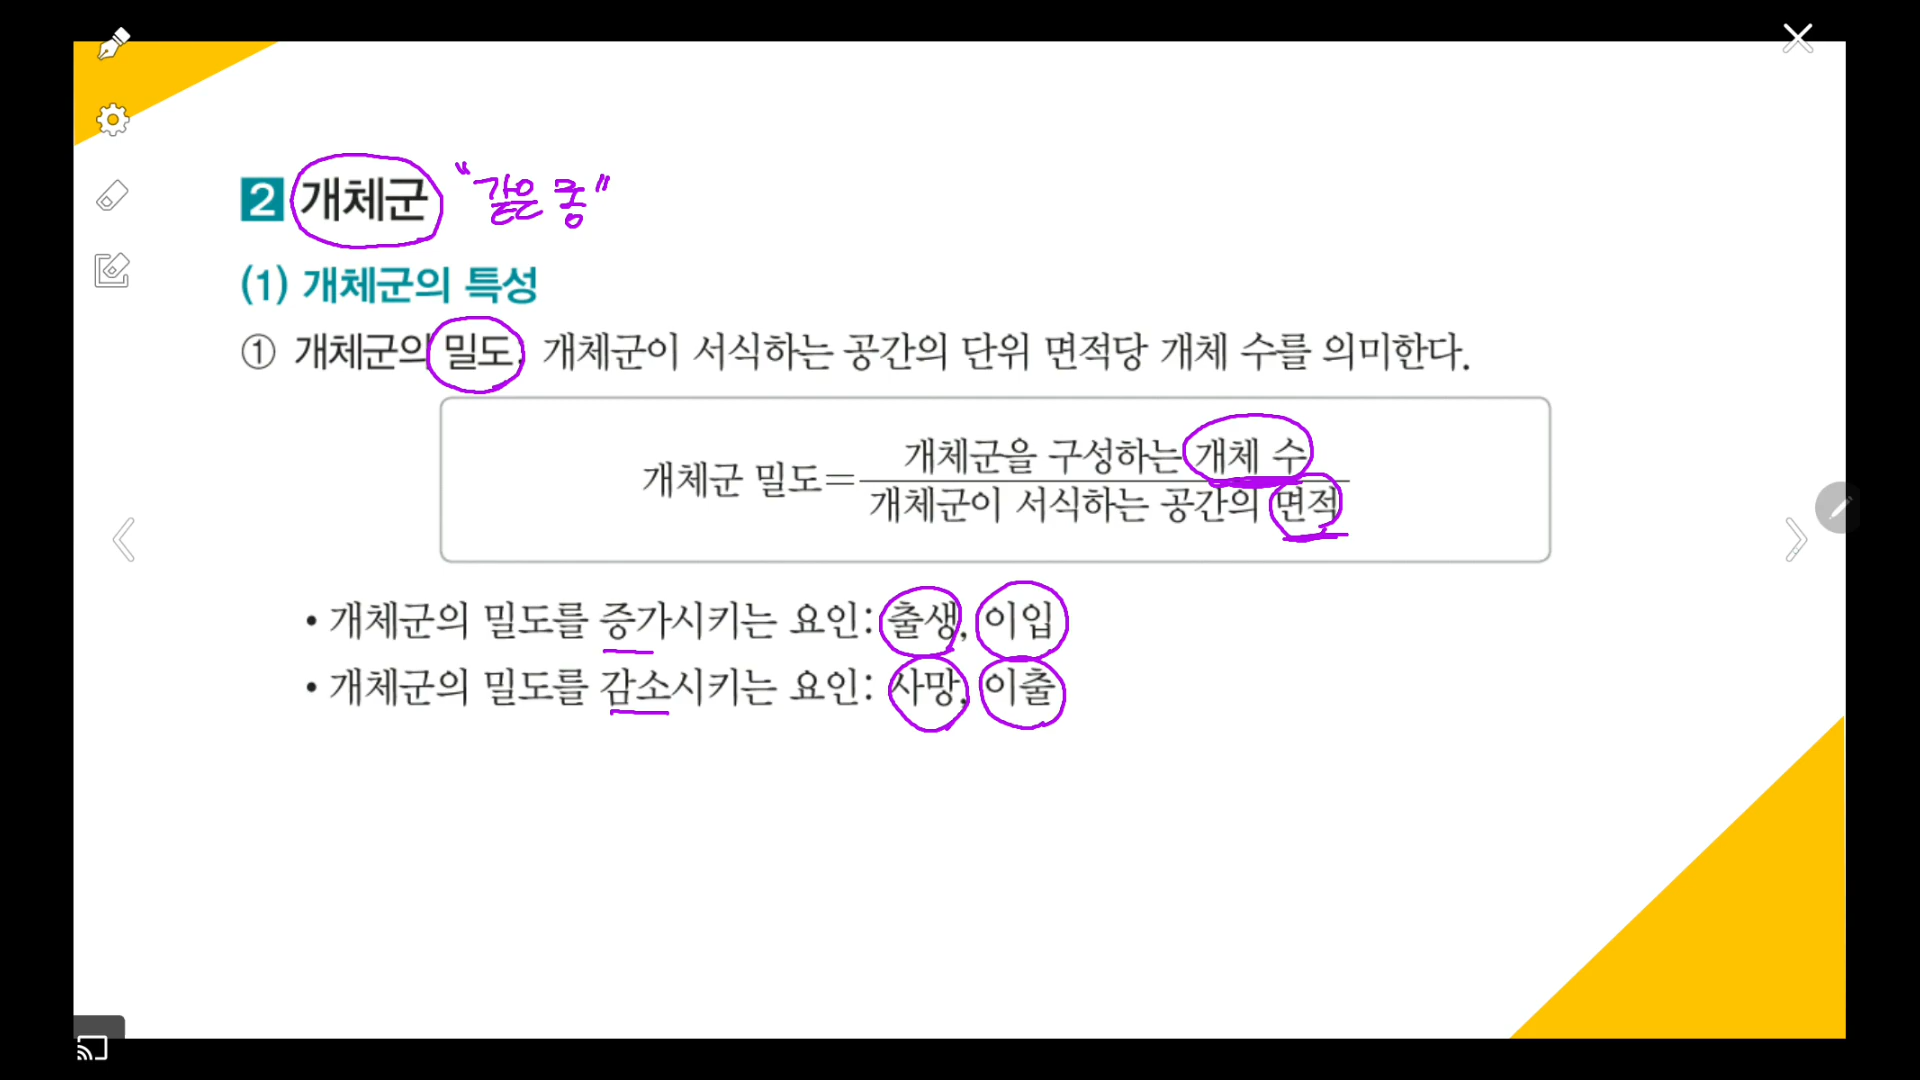 2 개체군 "같은 종"
(1) 개체군의 특성
① 개체군의 밀도: 개체군이 서식하는 공간의 단위 면적당 개체 수를 의미한다.
개체군 밀도= 개체군을 구성하는 개체 수
개체군이 서식하는 공간의 면적
• 개체군의 밀도를 증가시키는 요인: 출생, 이입
• 개체군의 밀도를 감소시키는 요인: 사망, 이출